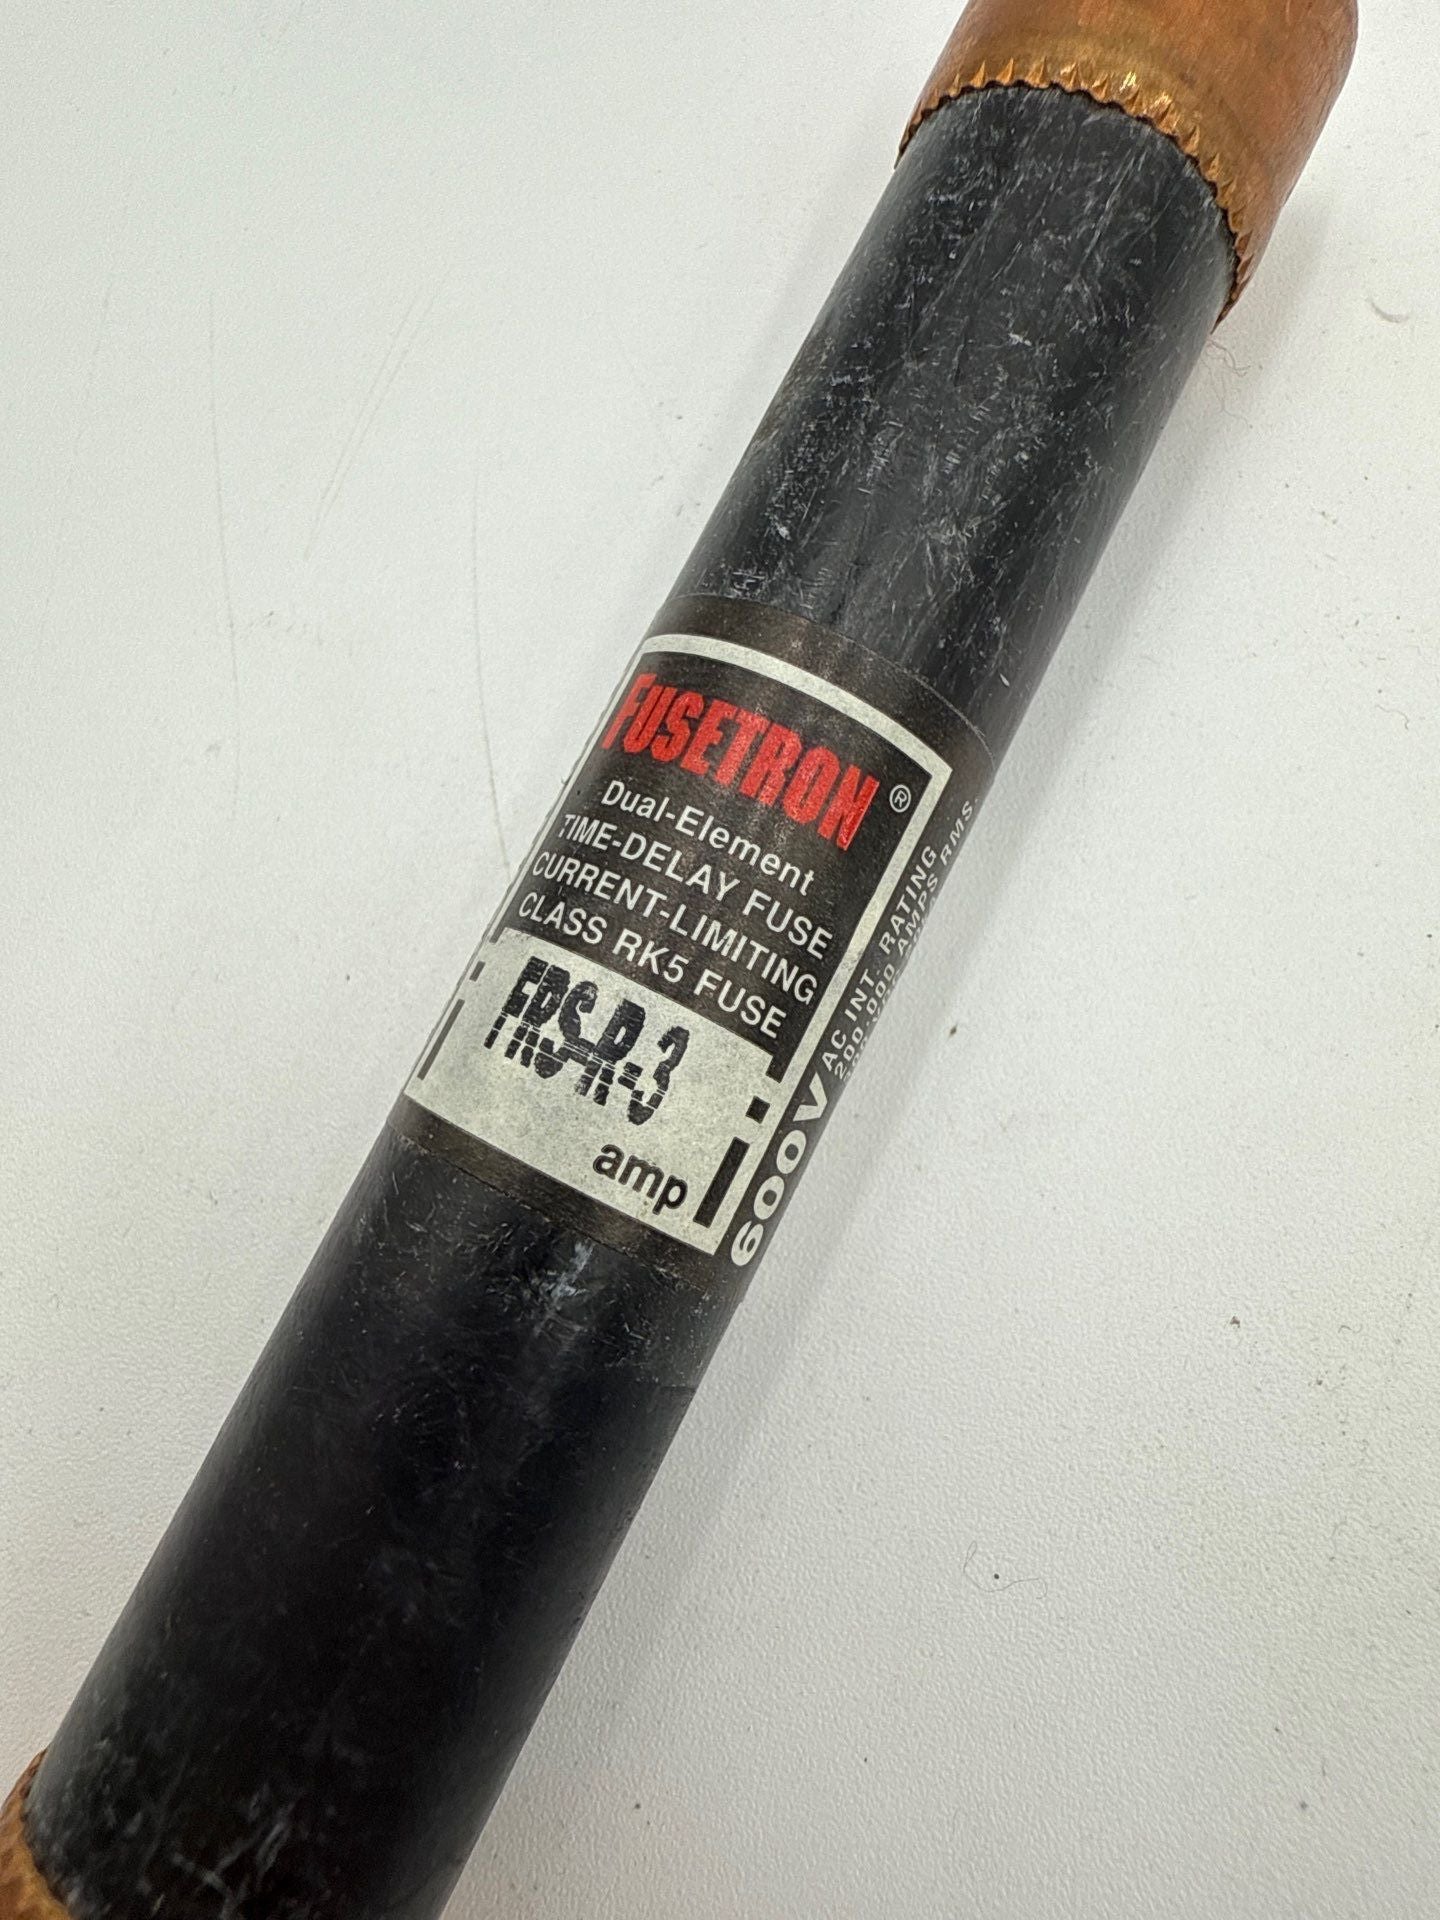 FUSETRON®
Dual-Element
TIME-DELAY FUSE
CURRENT-LIMITING
CLASS RK5 FUSE
FRS-R-3
amp
600V
AC INT. RATING
200,000 AMPS RMS.